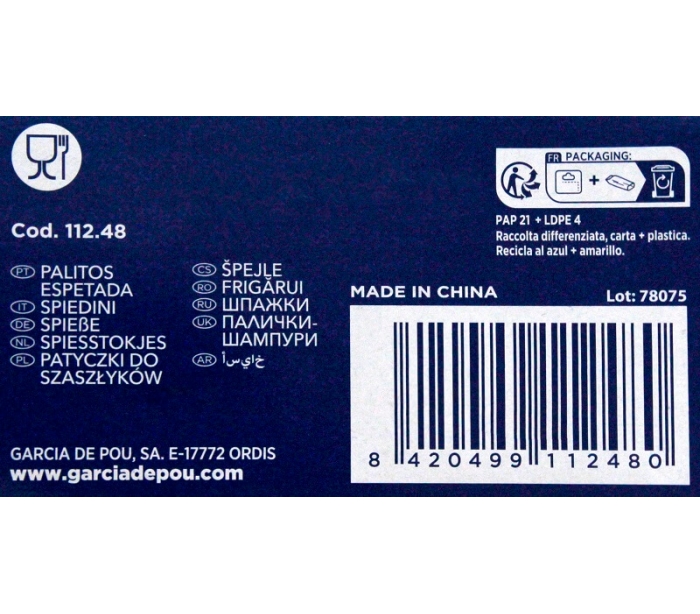 FR PACKAGING:
+
PAP 21 + LDPE 4
Raccolta differenziata, carta + plastica.
Recicla al azul + amarillo.
Cod. 112.48
PT PALITOS
ESPETADA
IT SPIEDINI
DE SPIEẞE
NL SPIESSTOKJES
PL PATYCZKI DO
SZASZŁYKÓW
CS ŠPEJLE
RO FRIGĂRUI
RU ШПАЖКИ
UK ПАЛИЧКИ-
ШАМПУРИ
AR خ‍ا‍ي‍س‍أ
MADE IN CHINA
Lot: 78075
8 420499 112480
GARCIA DE POU, SA. E-17772 ORDIS
www.garciadepou.com